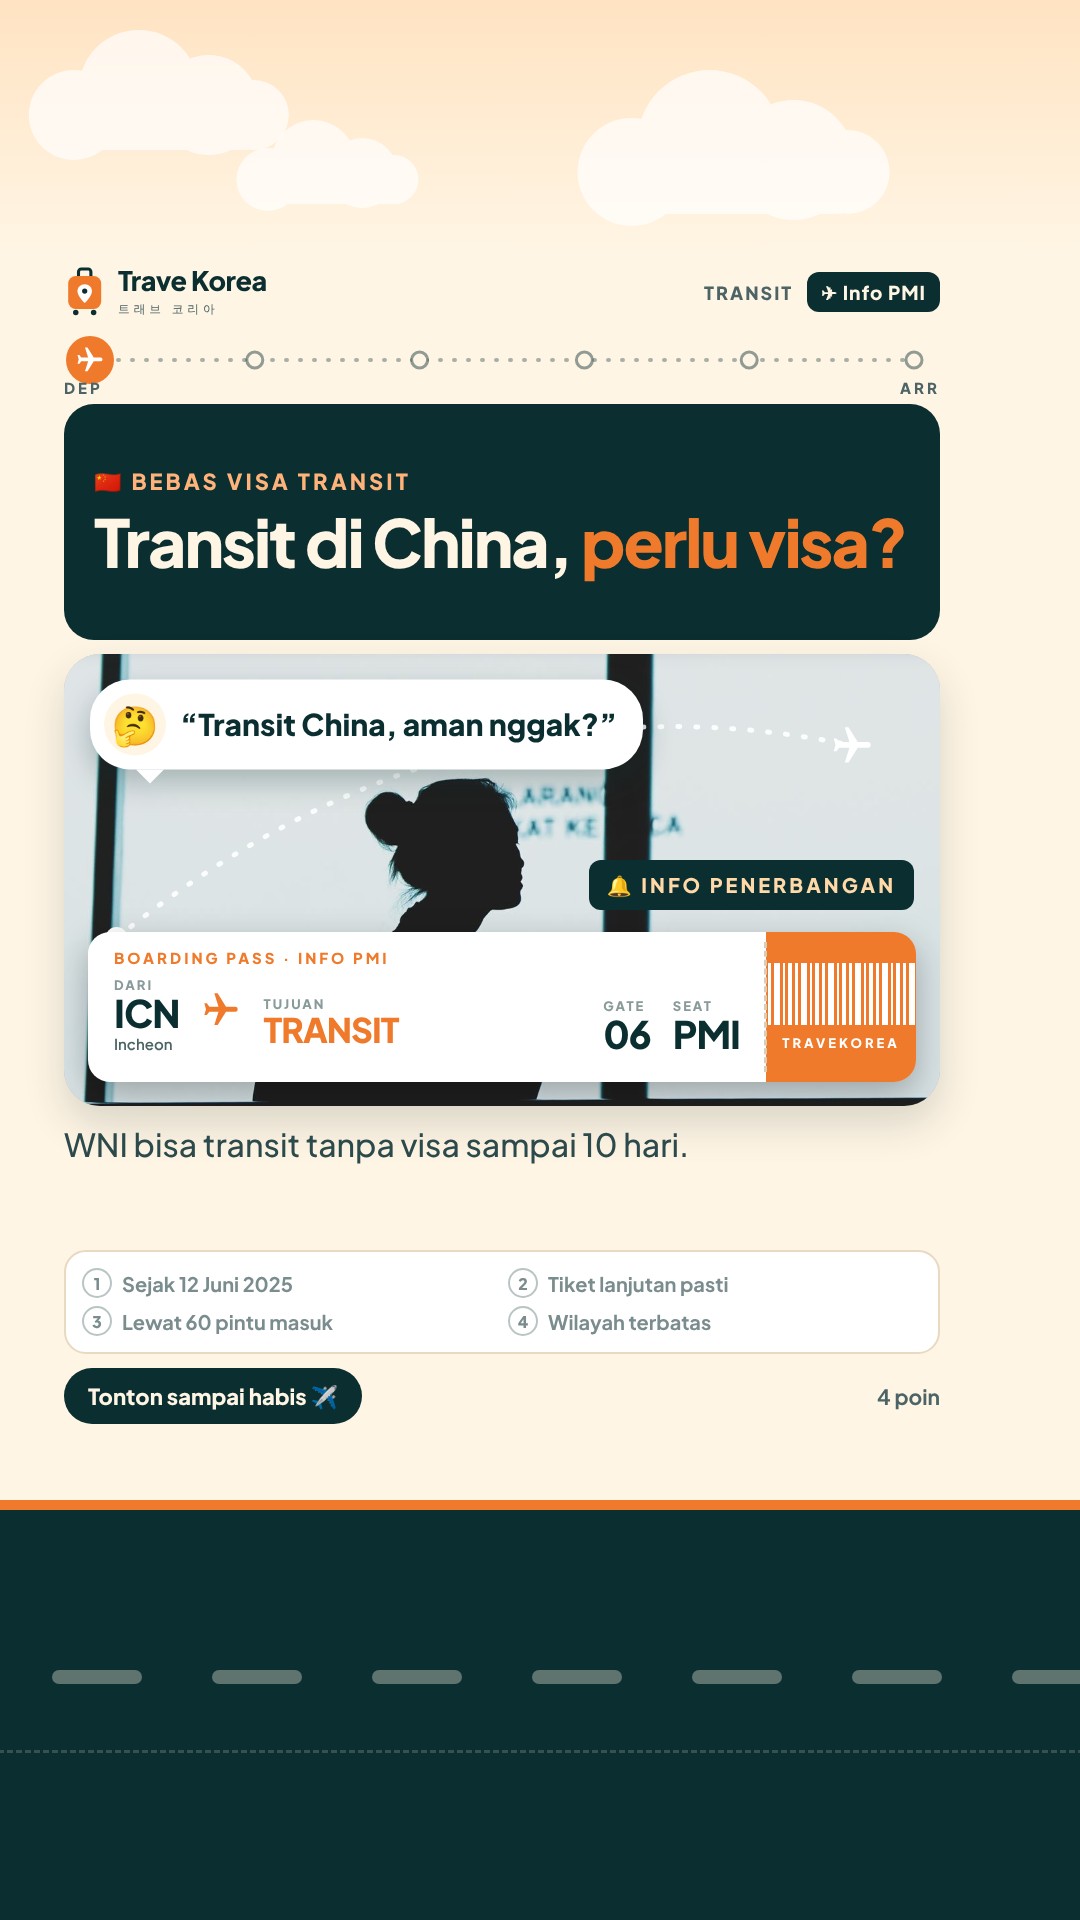 Trave Korea
트래브 코리아
TRANSIT
✈ Info PMI
DEP
ARR
🇨🇳 BEBAS VISA TRANSIT
Transit di China, perlu visa?
🤔 “Transit China, aman nggak?”
🔔 INFO PENERBANGAN
BOARDING PASS · INFO PMI
DARI
ICN
Incheon
TUJUAN
TRANSIT
GATE
06
SEAT
PMI
TRAVEKOREA
WNI bisa transit tanpa visa sampai 10 hari.
1 Sejak 12 Juni 2025
2 Tiket lanjutan pasti
3 Lewat 60 pintu masuk
4 Wilayah terbatas
Tonton sampai habis ✈️
4 poin